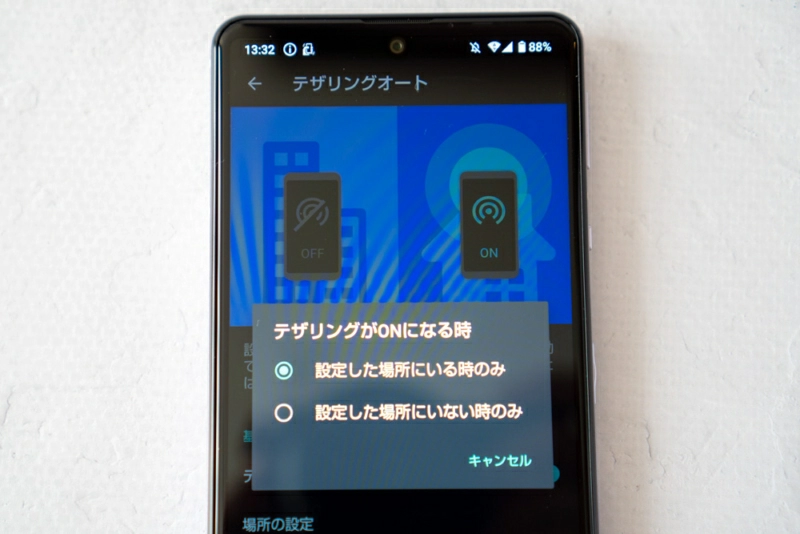 13:32
88%
テザリングオート
OFF
ON
テザリングがONになる時
設定した場所にいる時のみ
設定した場所にいない時のみ
キャンセル
場所の設定